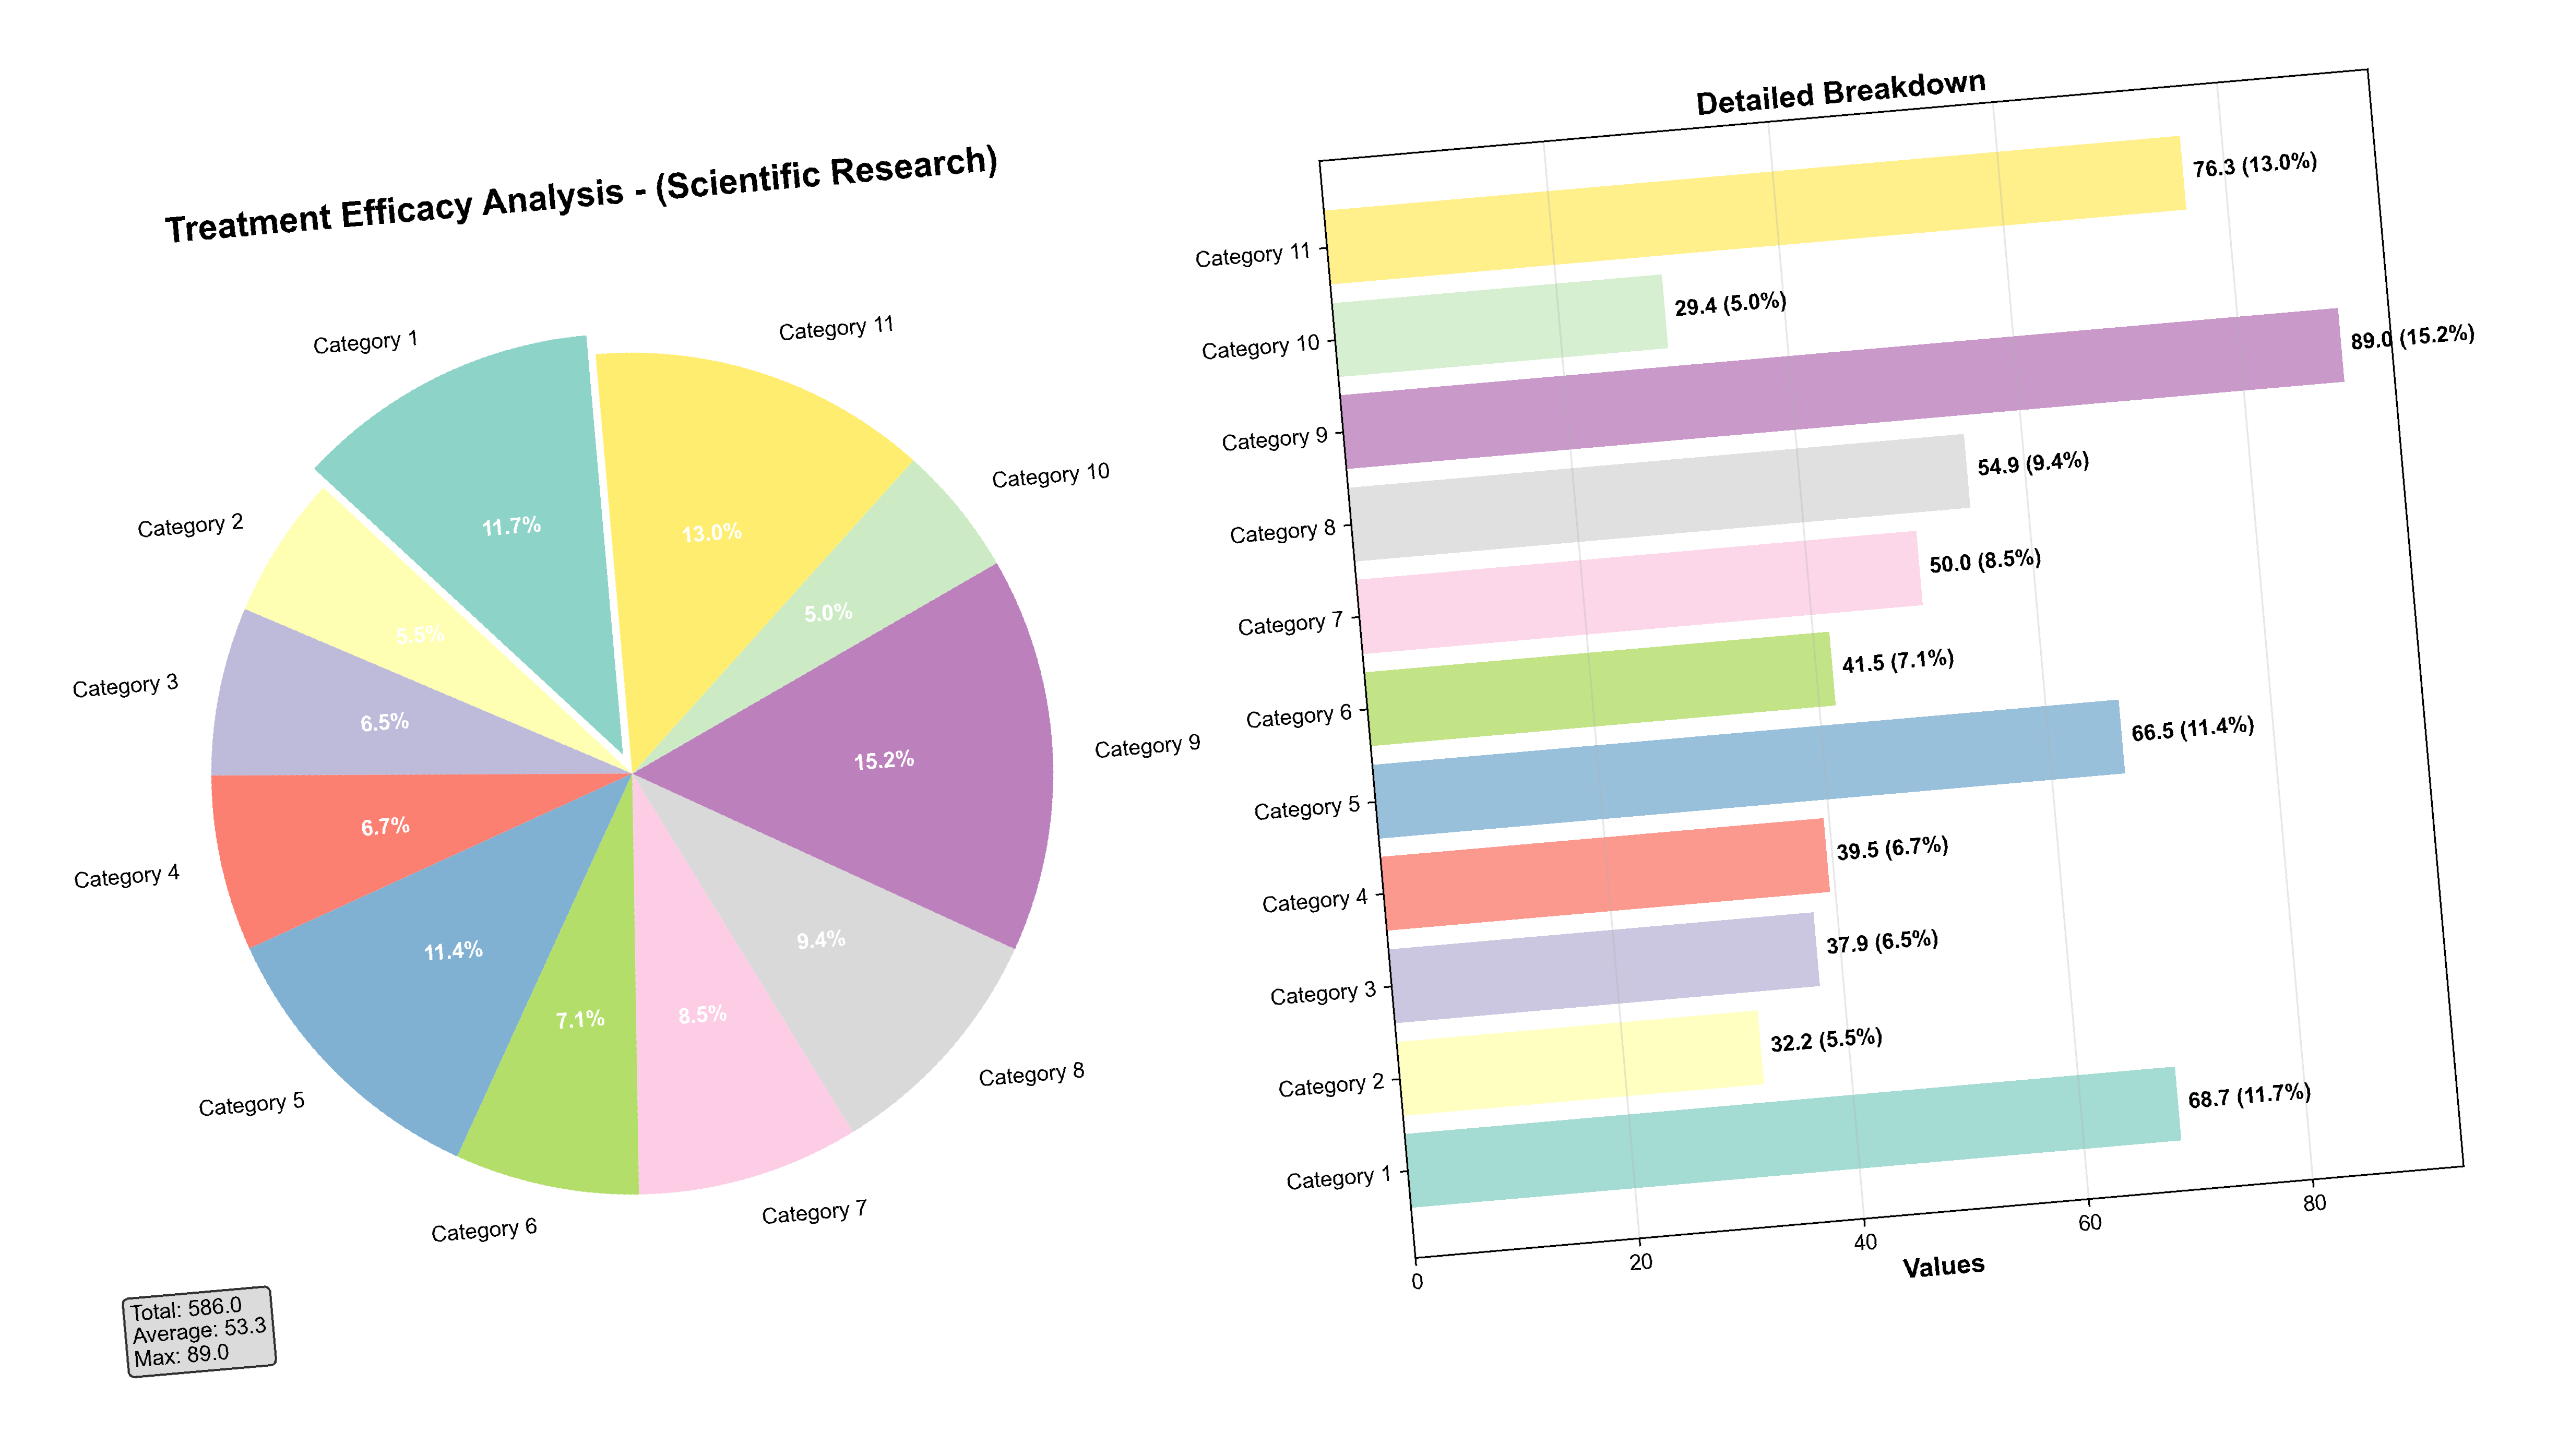 Treatment Efficacy Analysis - (Scientific Research)
Category 1
Category 2
Category 3
Category 4
Category 5
Category 6
Category 7
Category 8
Category 9
Category 10
Category 11
11.7%
5.5%
6.5%
6.7%
11.4%
7.1%
8.5%
9.4%
15.2%
5.0%
13.0%
Total: 586.0
Average: 53.3
Max: 89.0
Detailed Breakdown
Category 11
76.3 (13.0%)
Category 10
29.4 (5.0%)
Category 9
89.0 (15.2%)
Category 8
54.9 (9.4%)
Category 7
50.0 (8.5%)
Category 6
41.5 (7.1%)
Category 5
66.5 (11.4%)
Category 4
39.5 (6.7%)
Category 3
37.9 (6.5%)
Category 2
32.2 (5.5%)
Category 1
68.7 (11.7%)
0
20
40
60
80
Values